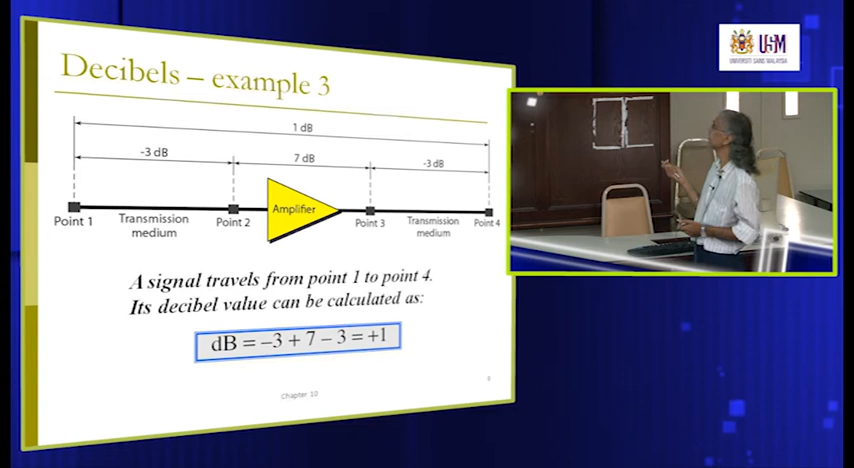 Decibels – example 3
1 dB
-3 dB
7 dB
-3 dB
Amplifier
Point 1
Transmission
medium
Point 2
Point 3
Transmission
medium
Point 4
A signal travels from point 1 to point 4.
Its decibel value can be calculated as:
dB = –3 + 7 – 3 = +1
Chapter 10
USM
UNIVERSITI SAINS MALAYSIA